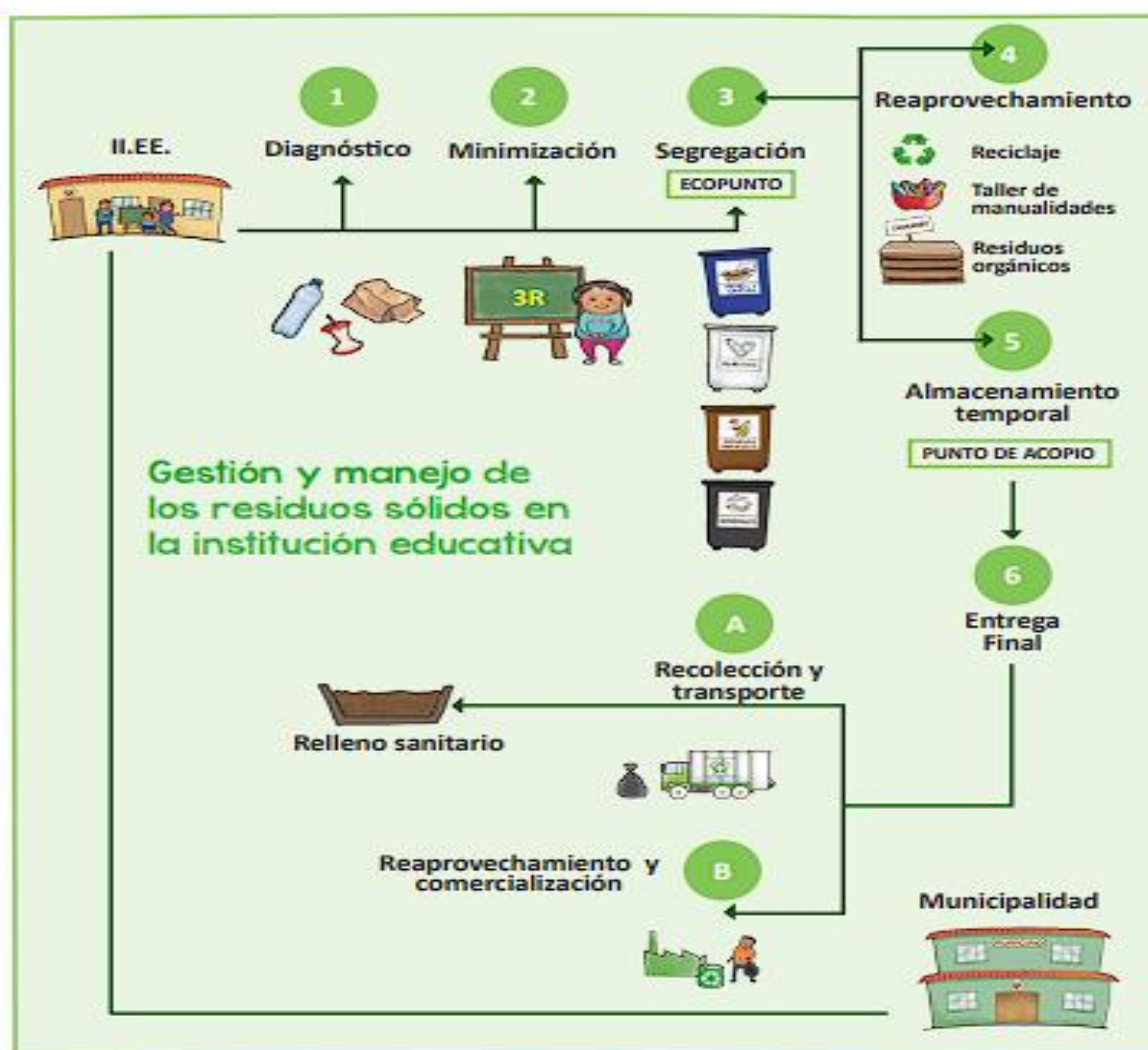 II.EE.
1
Diagnóstico
2
Minimización
3
Segregación
ECOPUNTO
4
Reaprovechamiento
Reciclaje
Taller de
manualidades
Residuos
orgánicos
3R
5
Almacenamiento
temporal
PUNTO DE ACOPIO
Gestión y manejo de
los residuos sólidos en
la institución educativa
6
Entrega
Final
A
Recolección y
transporte
Relleno sanitario
Reaprovechamiento y
comercialización
B
Municipalidad